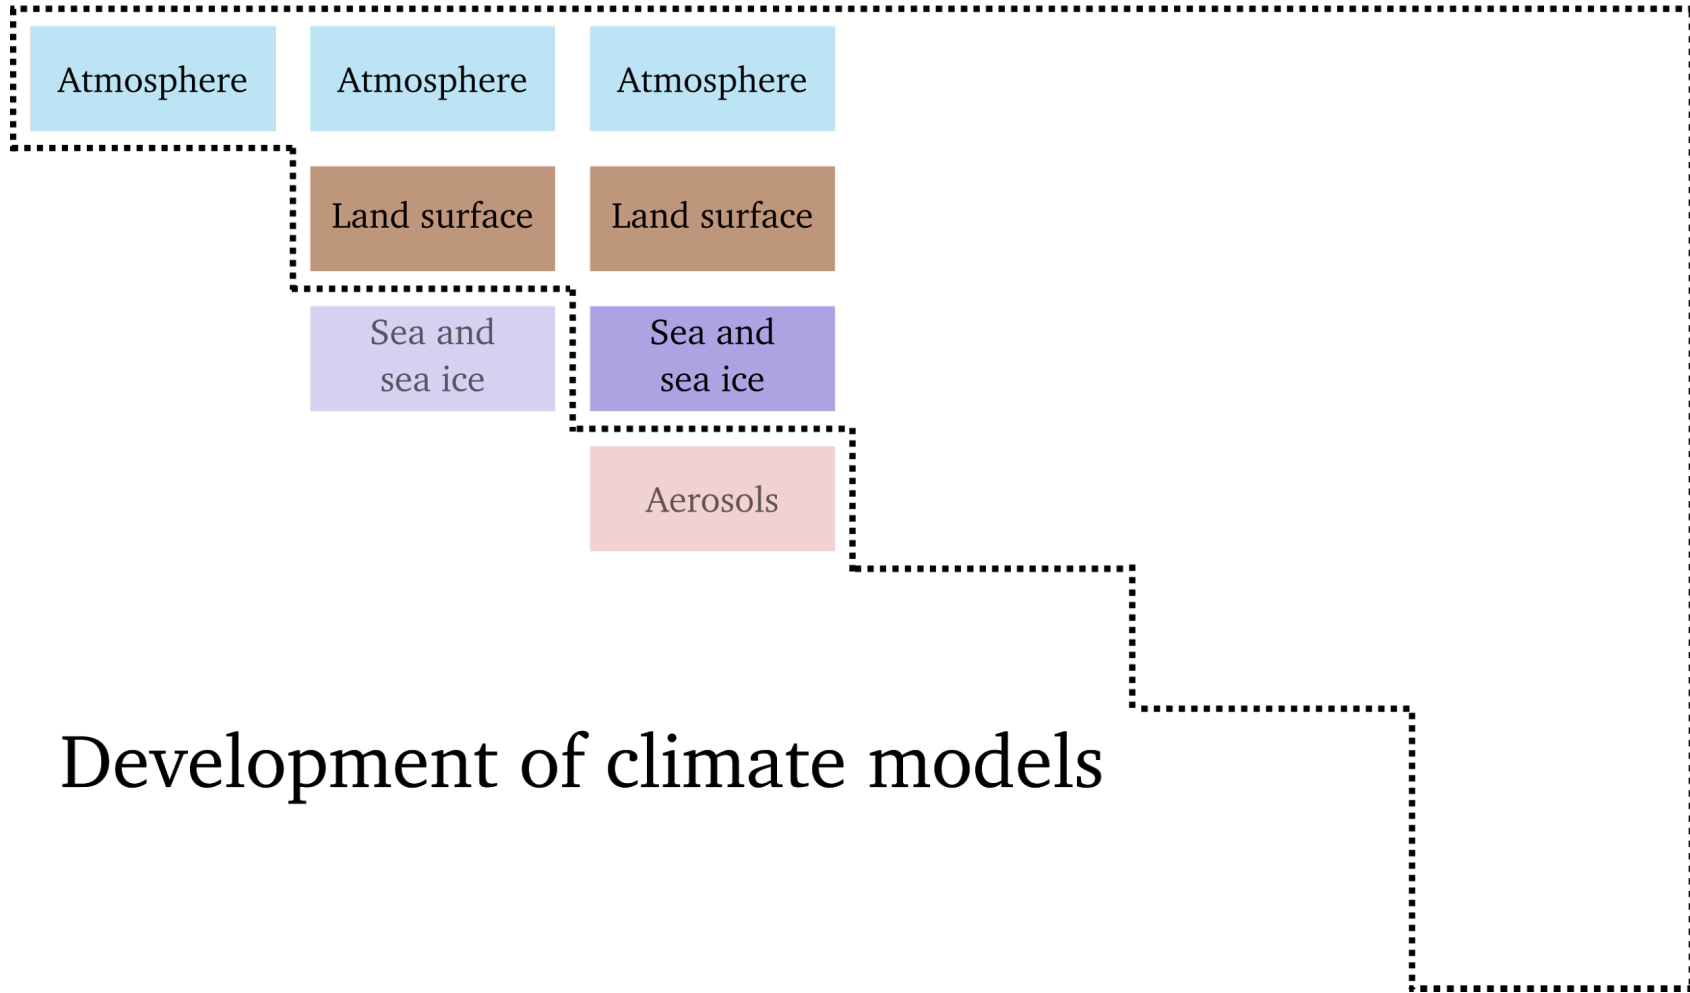 Atmosphere
Atmosphere
Atmosphere
Land surface
Land surface
Sea and
sea ice
Sea and
sea ice
Aerosols
Development of climate models